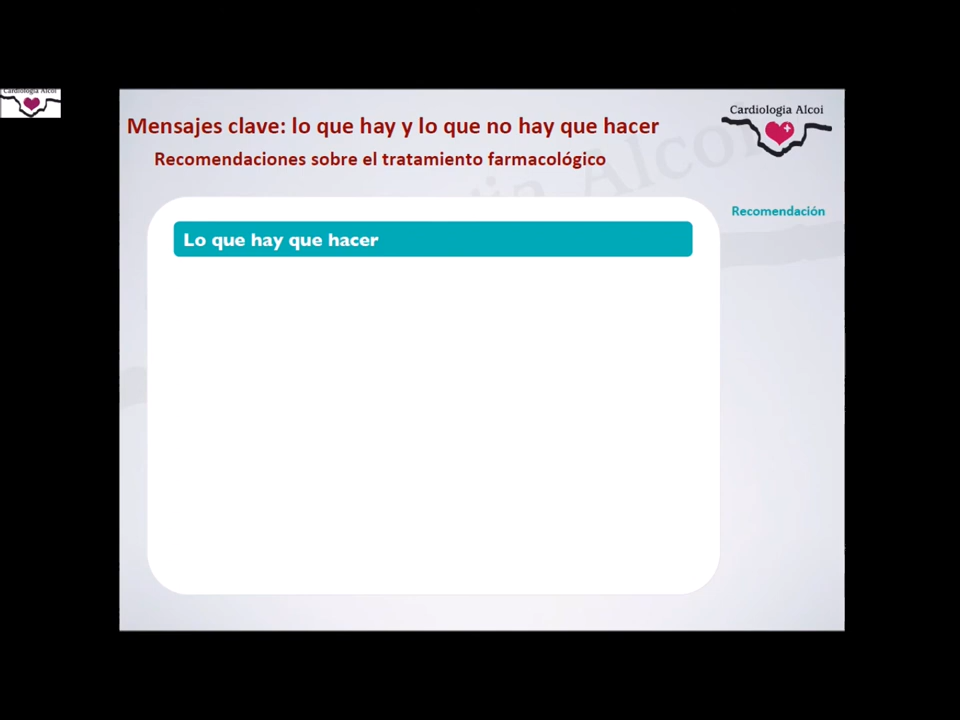 Cardiologia Alcoi
Mensajes clave: lo que hay y lo que no hay que hacer
Recomendaciones sobre el tratamiento farmacológico
Cardiologia Alcoi
Recomendación
Lo que hay que hacer
Alcoi